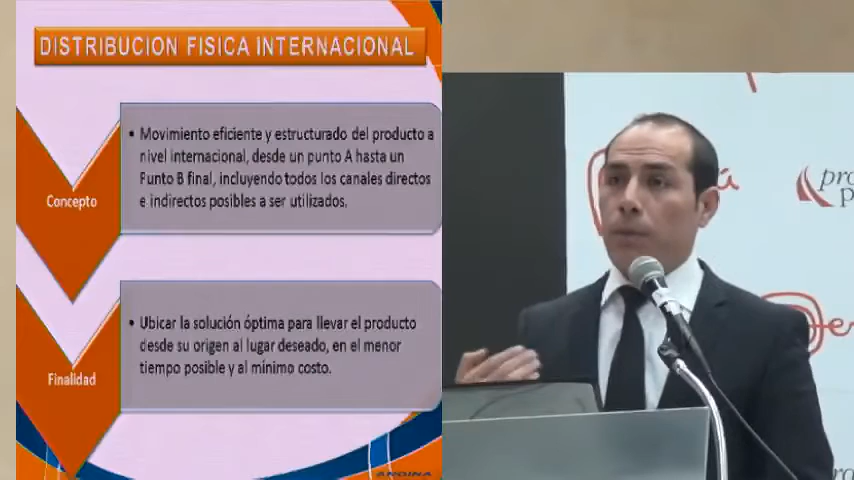 DISTRIBUCION FISICA INTERNACIONAL
Concepto
• Movimiento eficiente y estructurado del producto a
nivel internacional, desde un punto A hasta un
Punto B final, incluyendo todos los canales directos
e indirectos posibles a ser utilizados.
Finalidad
• Ubicar la solución óptima para llevar el producto
desde su origen al lugar deseado, en el menor
tiempo posible y al mínimo costo.
ANDINA